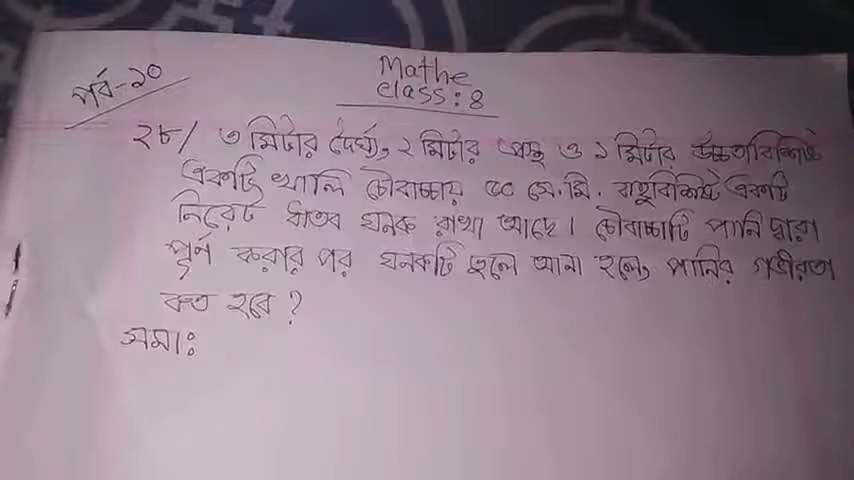 পর্ব-১০
Mathe
class: 8
২৮/ ৩ মিটার দৈর্ঘ্য, ২ মিটার প্রস্থ ও ১ মিটার উচ্চতাবিশিষ্ট
একটি খালি চৌবাচ্চায় ৫০ সে.মি. বাহুবিশিষ্ট একটি
নিরেট ধাতব ঘনক রাখা আছে। চৌবাচ্চাটি পানি দ্বারা
পূর্ণ করার পর ঘনকটি তুলে আনা হলে, পানির গভীরতা
কত হবে?
সমাঃ